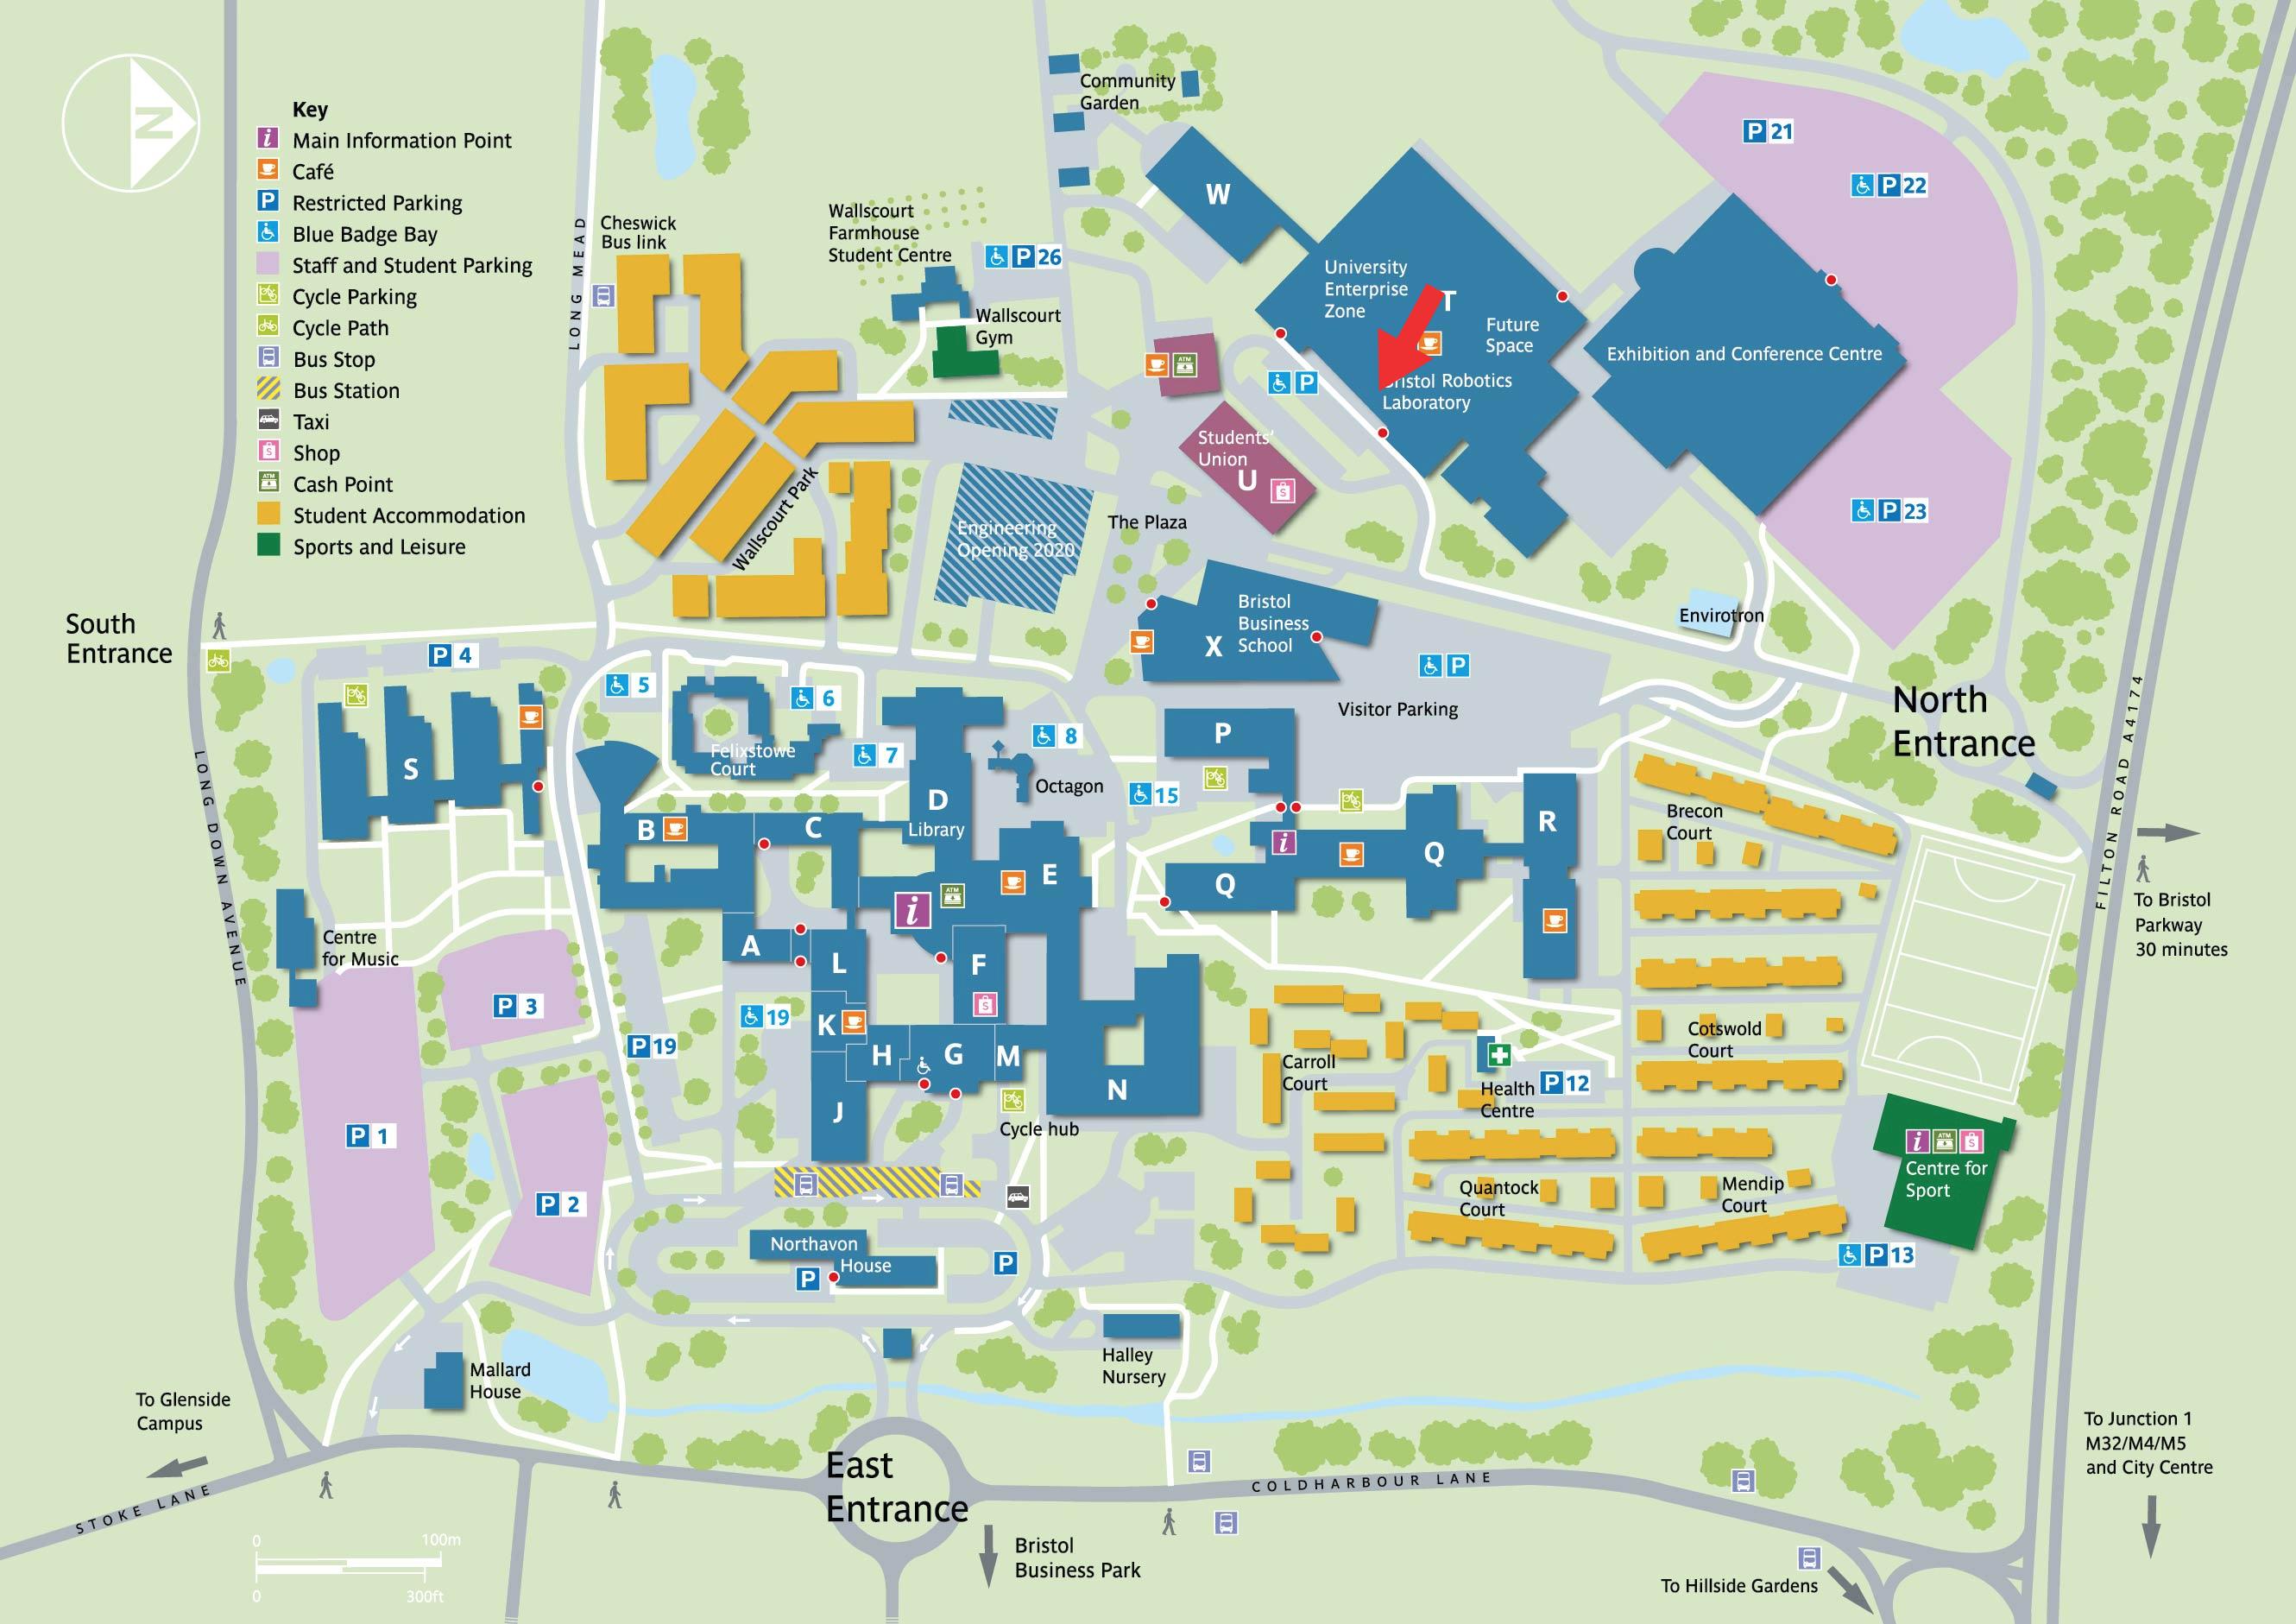 N
Key
Main Information Point
Café
Restricted Parking
Blue Badge Bay
Staff and Student Parking
Cycle Parking
Cycle Path
Bus Stop
Bus Station
Taxi
Shop
Cash Point
Student Accommodation
Sports and Leisure
LONG MEAD
Cheswick
Bus link
Wallscourt
Farmhouse
Student Centre
P 26
Wallscourt
Gym
Community
Garden
W
University
Enterprise
Zone
T
Future
Space
Bristol Robotics
Laboratory
Exhibition and Conference Centre
P 21
P 22
P 23
ATM
P
Students'
Union
U
S
Wallscourt Park
Engineering
Opening 2020
The Plaza
Bristol
Business
School
X
Envirotron
P
Visitor Parking
South
Entrance
P 4
5
6
7
8
15
S
Felixstowe
Court
D
Library
Octagon
P
North
Entrance
FILTON ROAD A4174
LONG DOWN AVENUE
B
C
E
i
ATM
i
Q
Q
R
Brecon
Court
To Bristol
Parkway
30 minutes
Centre
for Music
A
L
F
S
P 3
19
K
P 19
H
G
M
N
J
Cycle hub
Carroll
Court
Health
Centre
P 12
Cotswold
Court
P 1
P 2
Quantock
Court
Mendip
Court
i
ATM
S
Centre for
Sport
P 13
Northavon
House
P
P
Mallard
House
Halley
Nursery
To Glenside
Campus
STOKE LANE
East
Entrance
COLDHARBOUR LANE
To Junction 1
M32/M4/M5
and City Centre
0
100m
0
300ft
Bristol
Business Park
To Hillside Gardens